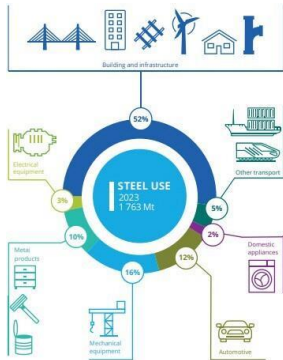 Building and infrastructure
52%
Electrical
equipment
3%
STEEL USE
2023
1 763 Mt
Other transport
5%
2%
Domestic
appliances
Metal
products
10%
12%
16%
Mechanical
equipment
Automotive